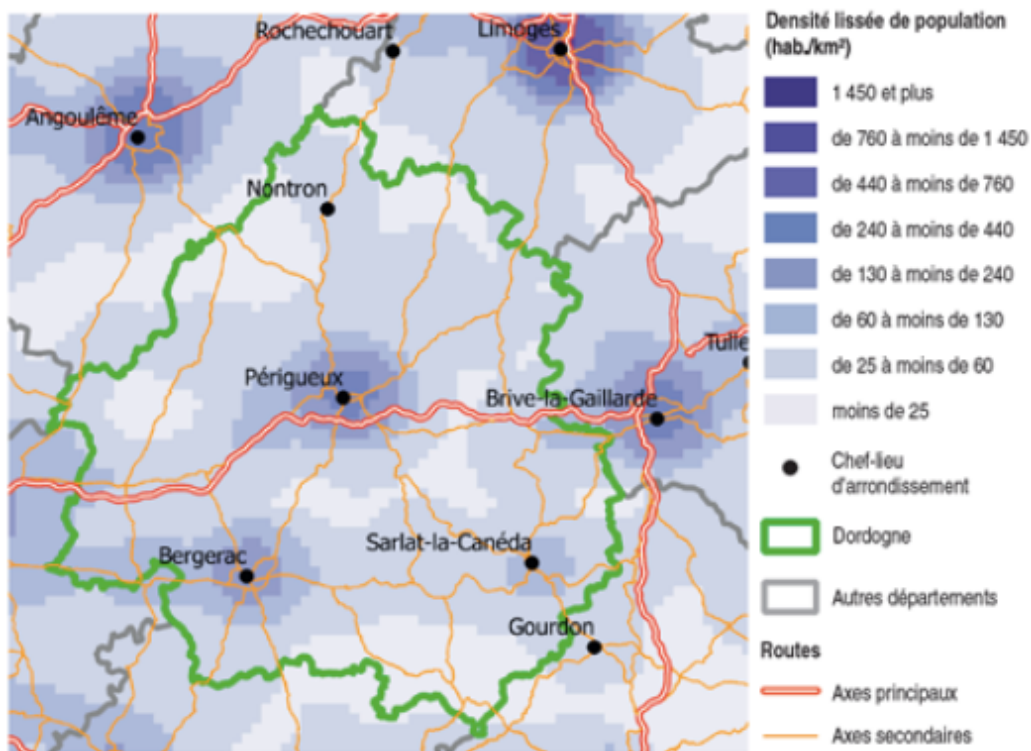 Rochechouart
Limoges
Angoulême
Nontron
Périgueux
Tulle
Brive-la-Gaillarde
Bergerac
Sarlat-la-Canéda
Gourdon
Densité lissée de population
(hab./km²)
1 450 et plus
de 760 à moins de 1 450
de 440 à moins de 760
de 240 à moins de 440
de 130 à moins de 240
de 60 à moins de 130
de 25 à moins de 60
moins de 25
Chef-lieu
d'arrondissement
Dordogne
Autres départements
Routes
Axes principaux
Axes secondaires